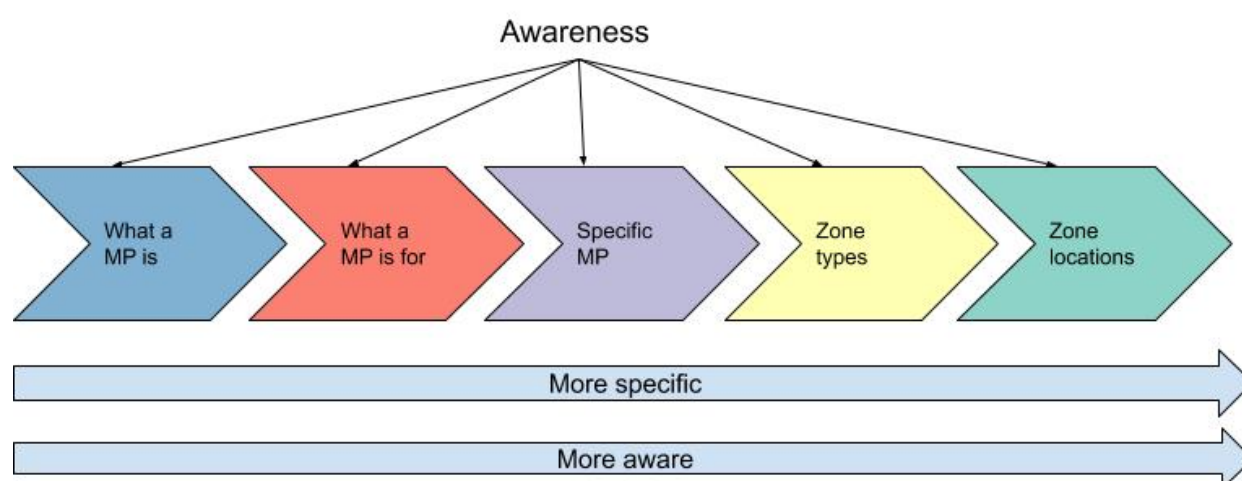 Awareness
What a
MP is
What a
MP is for
Specific
MP
Zone
types
Zone
locations
More specific
More aware